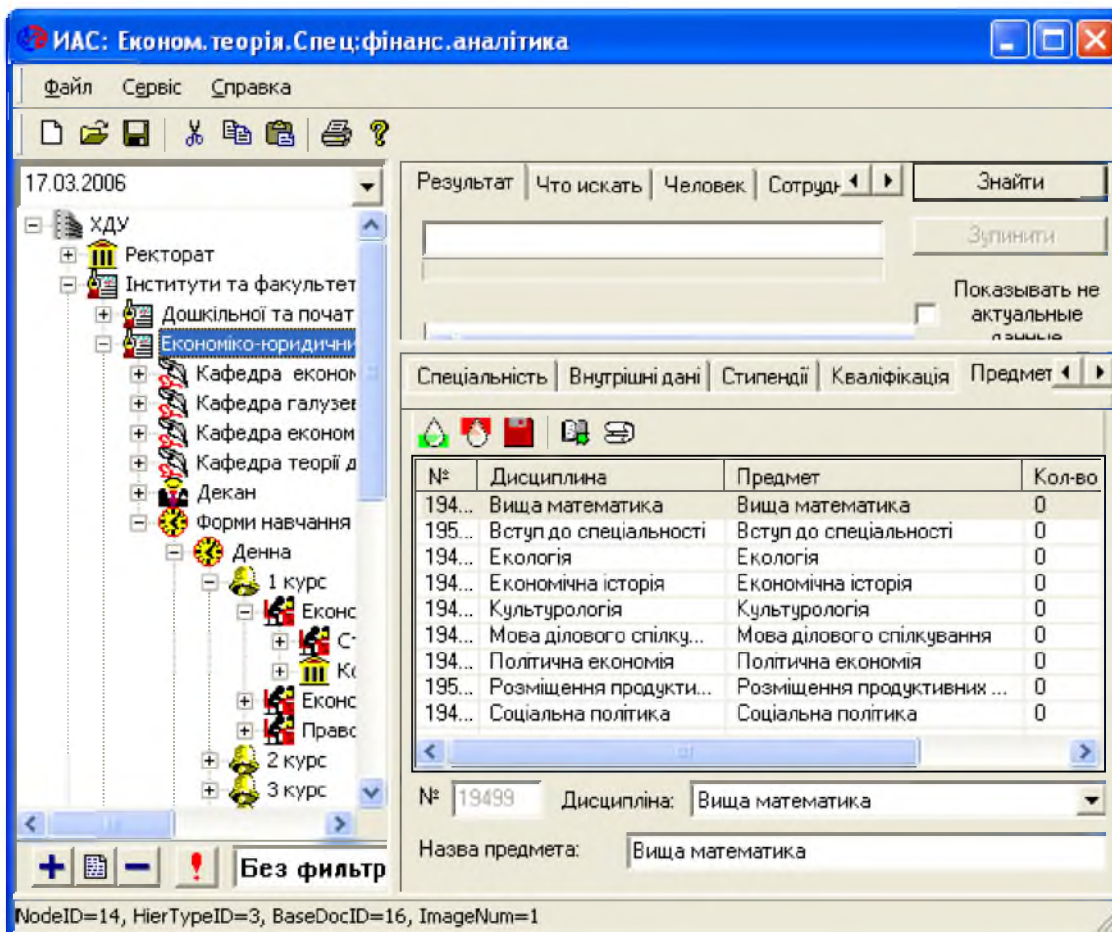 ИАС: Економ.теорія.Спец:фінанс.аналітика
Файл Сервіс Справка
17.03.2006
ХДУ
Ректорат
Інститути та факультет
Дошкільної та почат
Економіко-юридични
Кафедра економ
Кафедра галузев
Кафедра економ
Кафедра теорії д
Декан
Форми навчання
Денна
1 курс
Еконо
Ст
Ко
Еконо
Право
2 курс
3 курс
Без фильтр
Результат Что искать Человек Сотрудн
Знайти
Зупинити
Показывать не
актуальные
данные
Спеціальність Внутрішні дані Стипендії Кваліфікація Предмет
№ Дисциплина Предмет Кол-во
194... Вища математика Вища математика 0
195... Вступ до спеціальності Вступ до спеціальності 0
194... Екологія Екологія 0
194... Економічна історія Економічна історія 0
194... Культурологія Культурологія 0
194... Мова ділового спілку... Мова ділового спілкування 0
194... Політична економія Політична економія 0
195... Розміщення продукти... Розміщення продуктивних ... 0
194... Соціальна політика Соціальна політика 0
№ 19499 Дисципліна: Вища математика
Назва предмета: Вища математика
NodeID=14, HierTypeID=3, BaseDocID=16, ImageNum=1